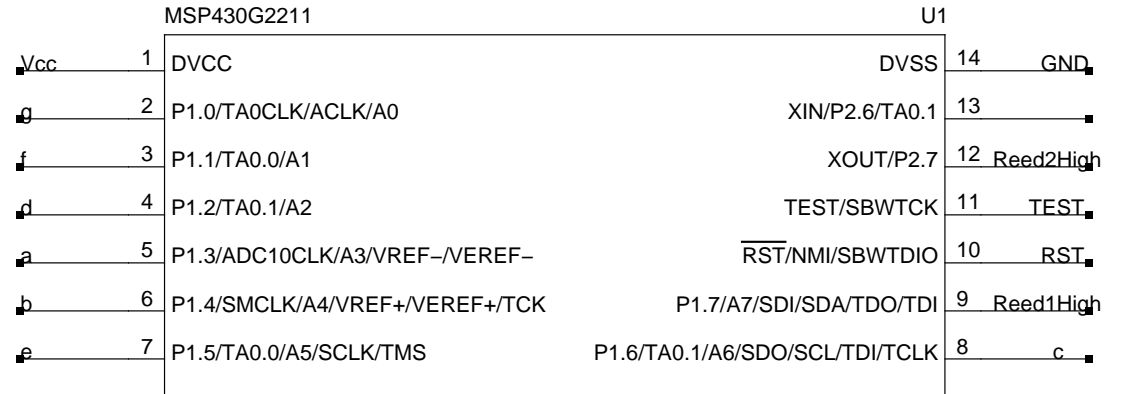 MSP430G2211 U1
Vcc 1 DVCC DVSS 14 GND
g 2 P1.0/TA0CLK/ACLK/A0 XIN/P2.6/TA0.1 13
f 3 P1.1/TA0.0/A1 XOUT/P2.7 12 Reed2High
d 4 P1.2/TA0.1/A2 TEST/SBWTCK 11 TEST
a 5 P1.3/ADC10CLK/A3/VREF−/VEREF− RST/NMI/SBWTDIO 10 RST
b 6 P1.4/SMCLK/A4/VREF+/VEREF+/TCK P1.7/A7/SDI/SDA/TDO/TDI 9 Reed1High
e 7 P1.5/TA0.0/A5/SCLK/TMS P1.6/TA0.1/A6/SDO/SCL/TDI/TCLK 8 c